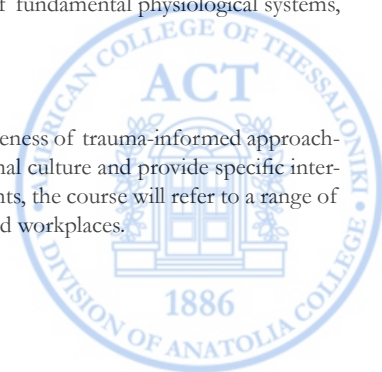 f fundamental physiological systems,
eness of trauma-informed approach-
nal culture and provide specific inter-
nts, the course will refer to a range of
d workplaces.
AMERICAN COLLEGE OF THESSALONIKI
ACT
1886
A DIVISION OF ANATOLIA COLLEGE